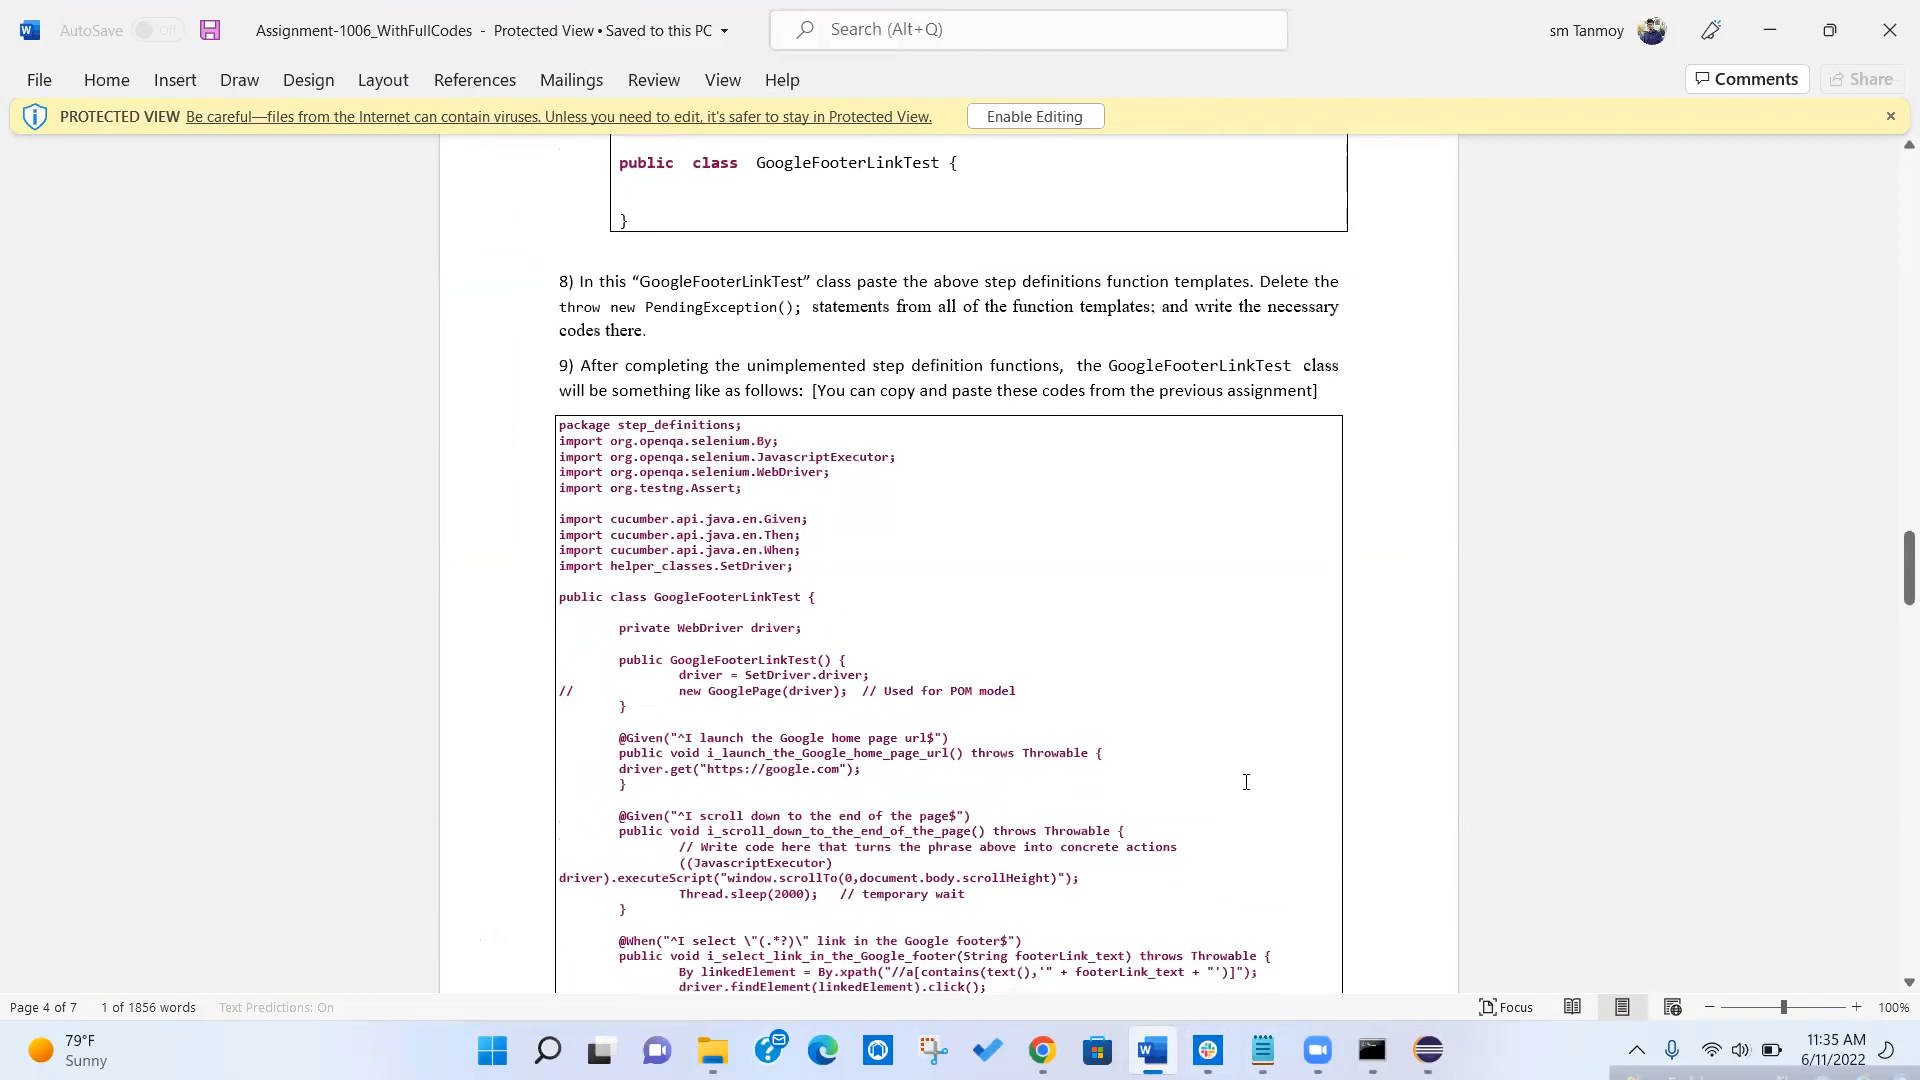 AutoSave Off Assignment-1006_WithFullCodes - Protected View • Saved to this PC Search (Alt+Q) sm Tanmoy
File Home Insert Draw Design Layout References Mailings Review View Help Comments Share
PROTECTED VIEW Be careful—files from the Internet can contain viruses. Unless you need to edit, it's safer to stay in Protected View. Enable Editing
public class GoogleFooterLinkTest {
}
8) In this “GoogleFooterLinkTest” class paste the above step definitions function templates. Delete the
throw new PendingException(); statements from all of the function templates; and write the necessary
codes there.
9) After completing the unimplemented step definition functions, the GoogleFooterLinkTest class
will be something like as follows: [You can copy and paste these codes from the previous assignment]
package step_definitions;
import org.openqa.selenium.By;
import org.openqa.selenium.JavascriptExecutor;
import org.openqa.selenium.WebDriver;
import org.testng.Assert;
import cucumber.api.java.en.Given;
import cucumber.api.java.en.Then;
import cucumber.api.java.en.When;
import helper_classes.SetDriver;
public class GoogleFooterLinkTest {
private WebDriver driver;
public GoogleFooterLinkTest() {
driver = SetDriver.driver;
// new GooglePage(driver); // Used for POM model
}
@Given("^I launch the Google home page url$")
public void i_launch_the_Google_home_page_url() throws Throwable {
driver.get("https://google.com");
}
@Given("^I scroll down to the end of the page$")
public void i_scroll_down_to_the_end_of_the_page() throws Throwable {
// Write code here that turns the phrase above into concrete actions
((JavascriptExecutor)
driver).executeScript("window.scrollTo(0,document.body.scrollHeight)");
Thread.sleep(2000); // temporary wait
}
@When("^I select \"(.*?)\" link in the Google footer$")
public void i_select_link_in_the_Google_footer(String footerLink_text) throws Throwable {
By linkedElement = By.xpath("//a[contains(text(),'" + footerLink_text + "')]");
driver.findElement(linkedElement).click();
Page 4 of 7 1 of 1856 words Text Predictions: On Focus 100%
79°F
Sunny
11:35 AM
6/11/2022